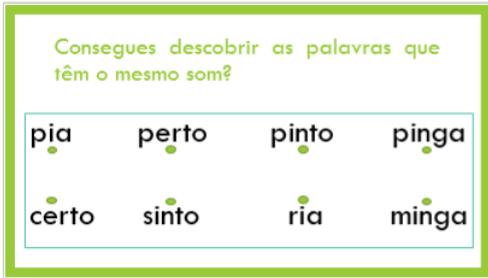 Consegues descobrir as palavras que
têm o mesmo som?
pia perto pinto pinga
certo sinto ria minga